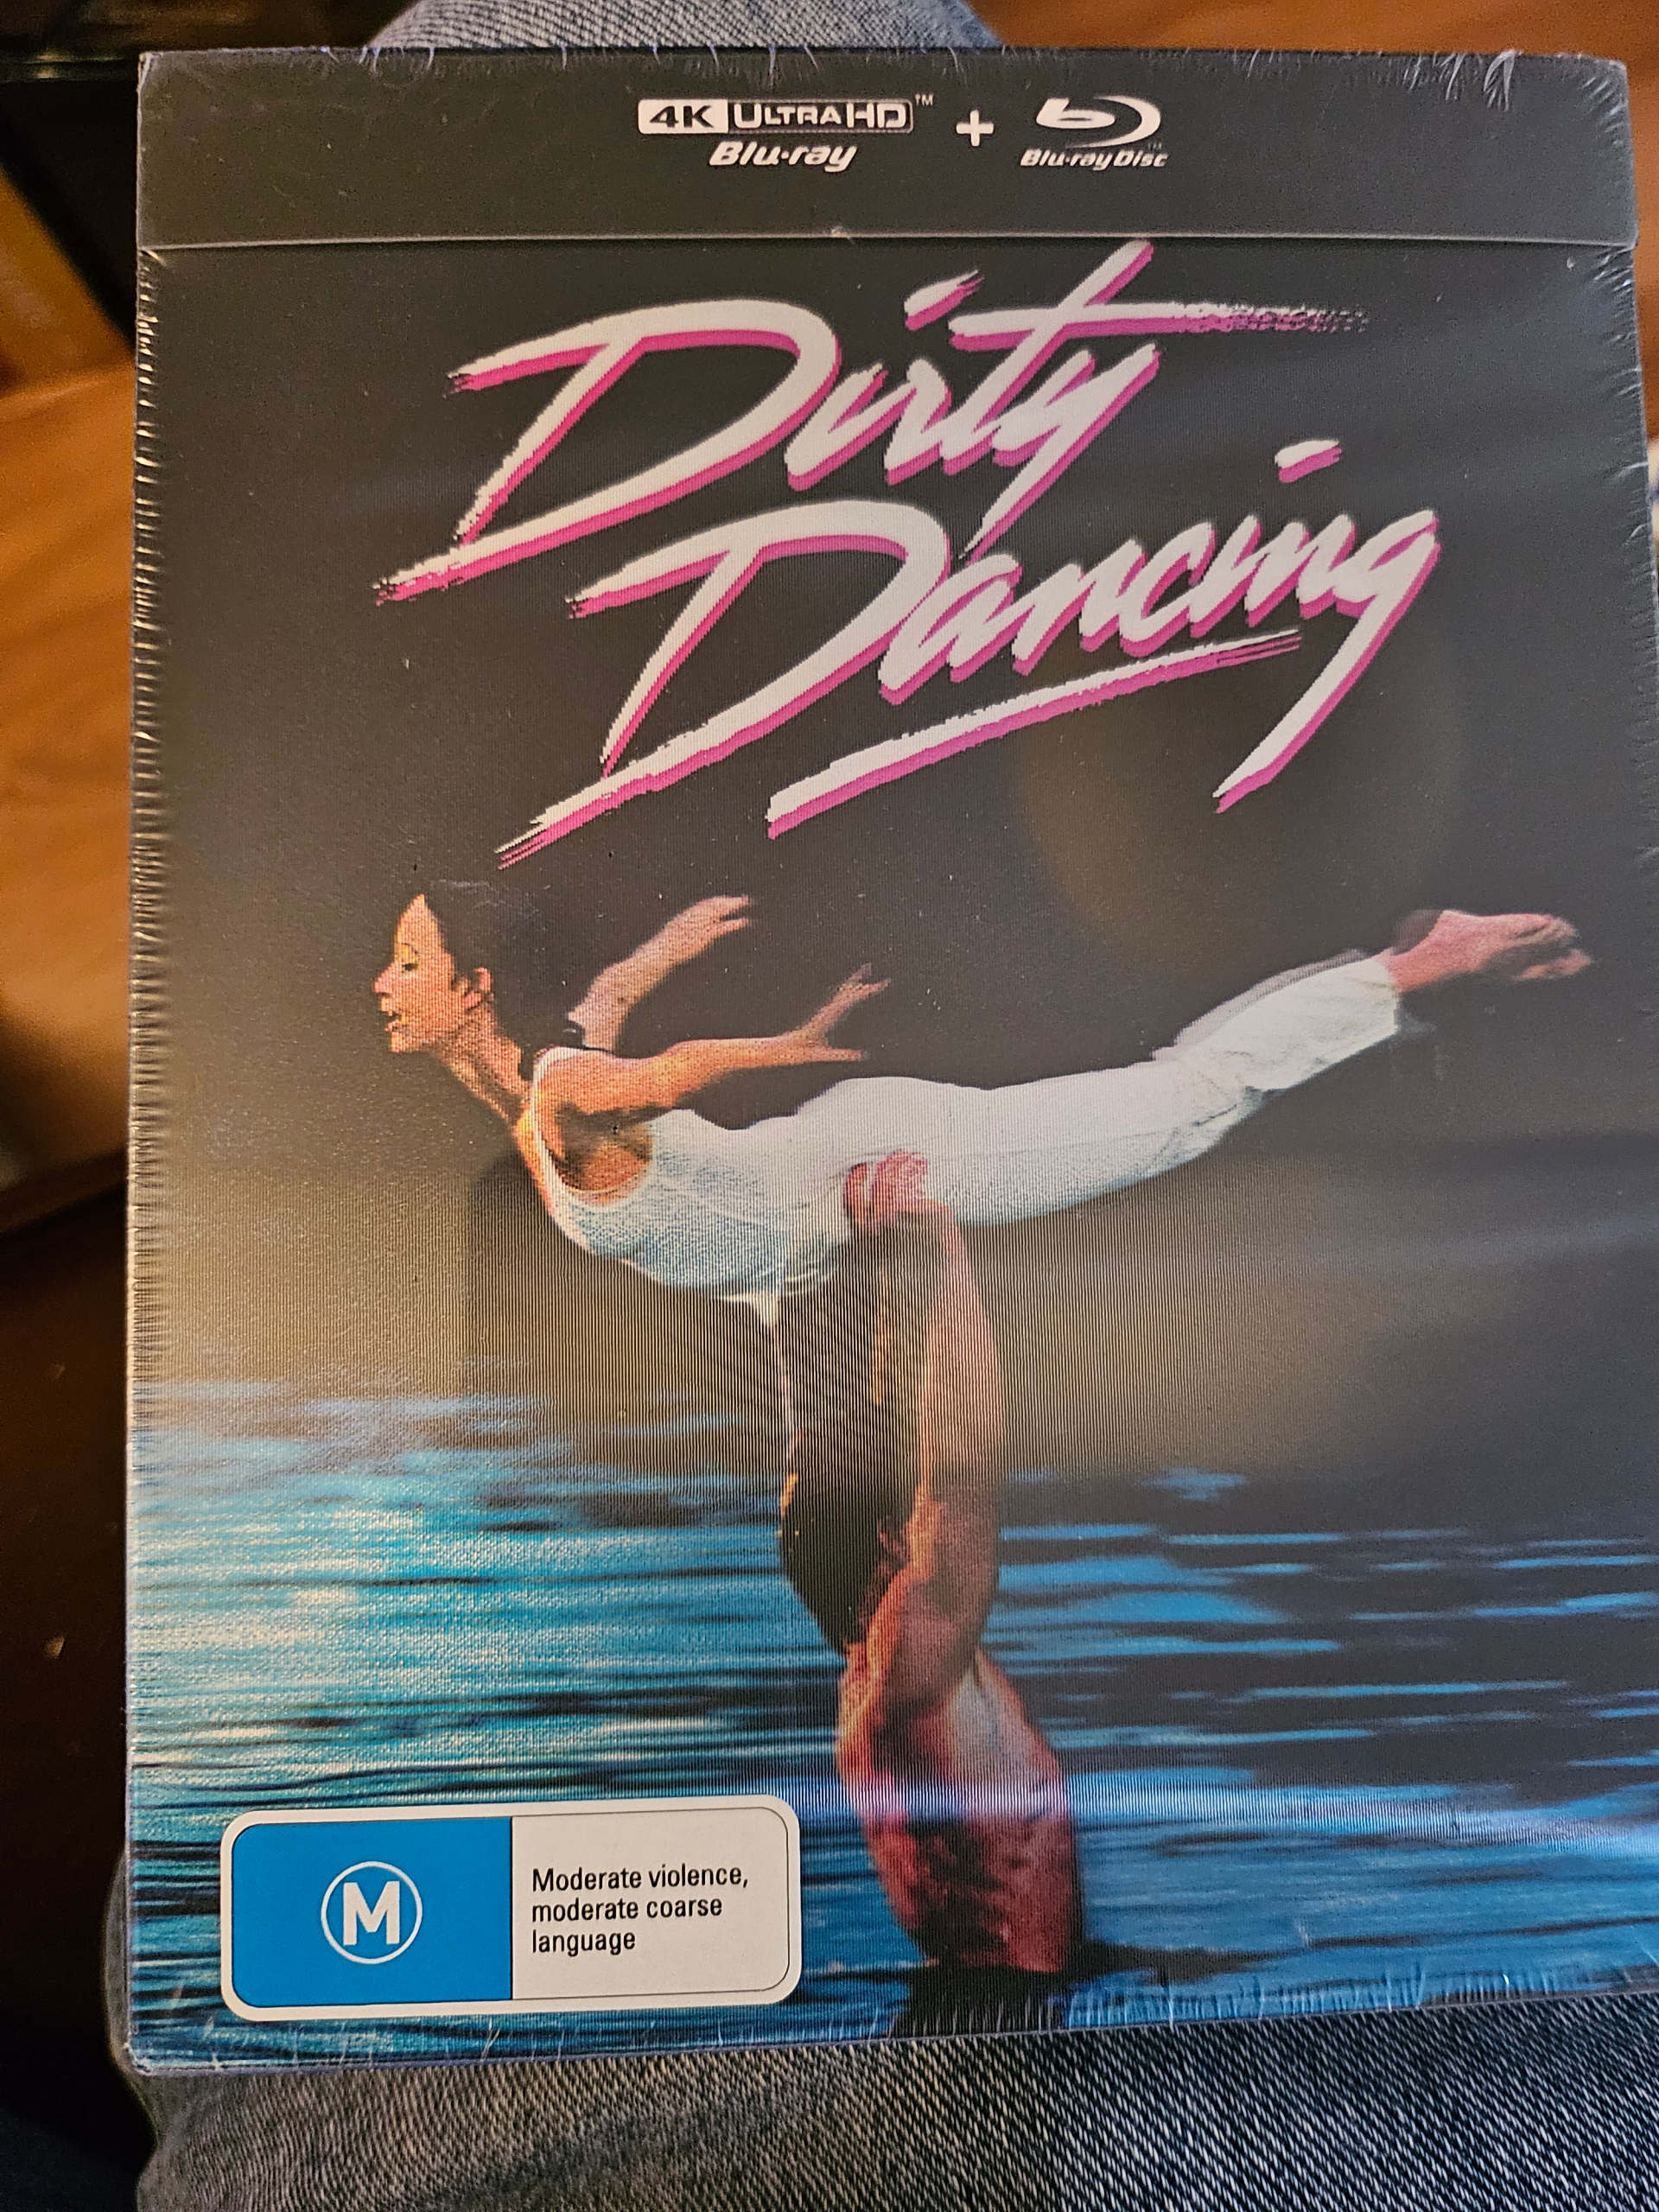 4K ULTRA HD™ + 
Blu-ray Blu-ray Disc™
Dirty
Dancing
M
Moderate violence,
moderate coarse
language